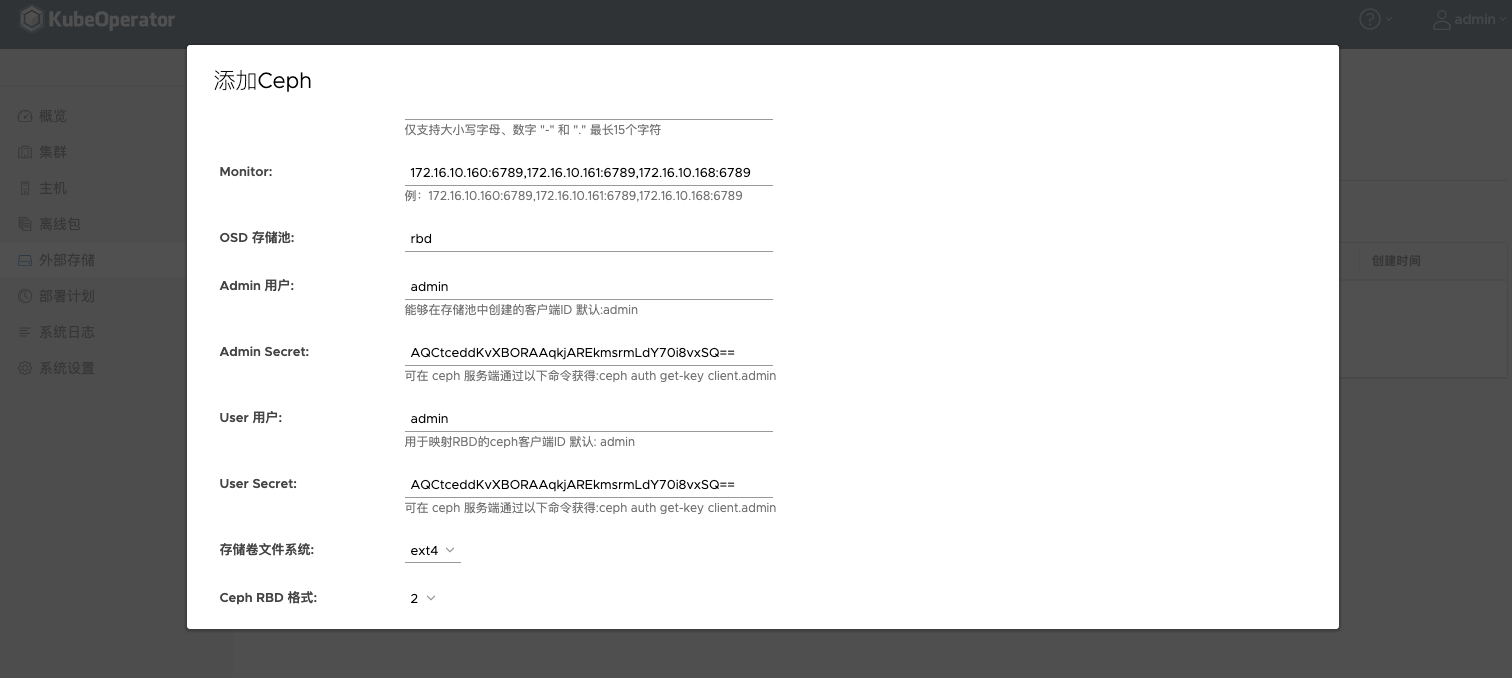 KubeOperator
? admin
添加Ceph
仅支持大小写字母、数字 "-" 和 "." 最长15个字符
Monitor: 172.16.10.160:6789,172.16.10.161:6789,172.16.10.168:6789
例：172.16.10.160:6789,172.16.10.161:6789,172.16.10.168:6789
OSD 存储池: rbd
Admin 用户: admin
能够在存储池中创建的客户端ID 默认:admin
Admin Secret: AQCtceddKvXBORAAqkjAREkmsrmLdY70i8vxSQ==
可在 ceph 服务端通过以下命令获得:ceph auth get-key client.admin
User 用户: admin
用于映射RBD的ceph客户端ID 默认: admin
User Secret: AQCtceddKvXBORAAqkjAREkmsrmLdY70i8vxSQ==
可在 ceph 服务端通过以下命令获得:ceph auth get-key client.admin
存储卷文件系统: ext4
Ceph RBD 格式: 2
概览
集群
主机
离线包
外部存储
部署计划
系统日志
系统设置
创建时间